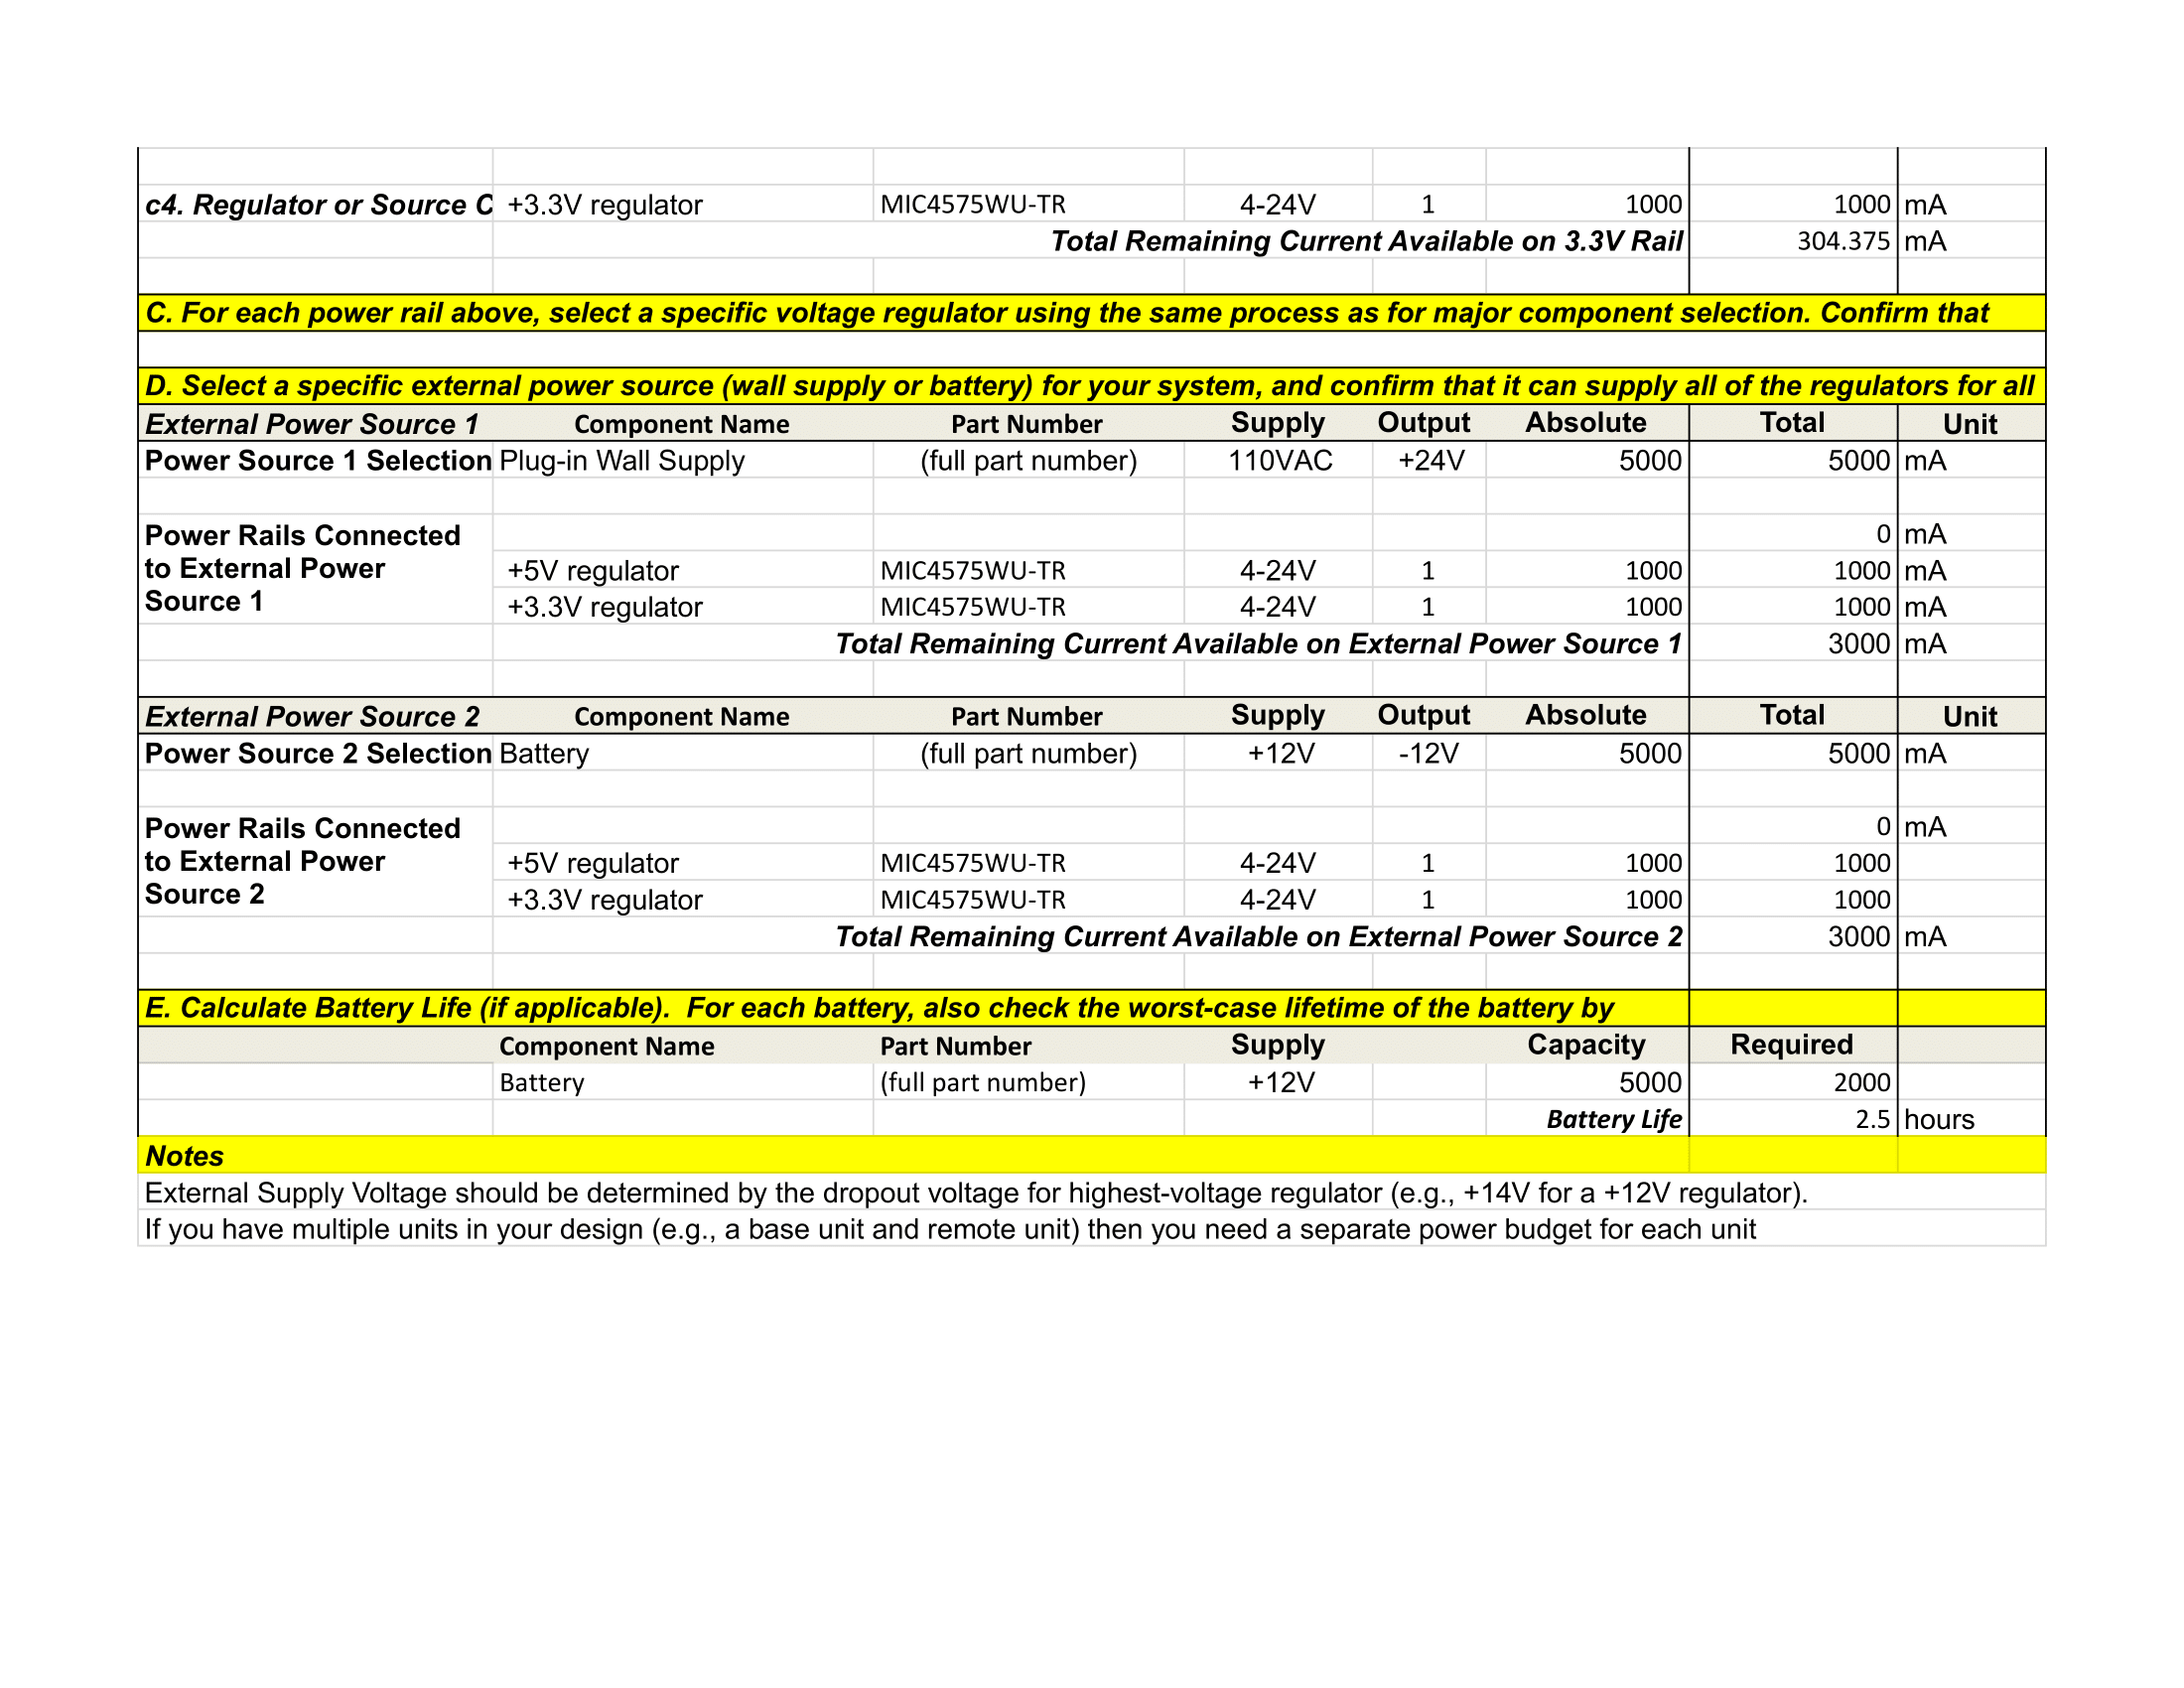 c4. Regulator or Source C +3.3V regulator MIC4575WU-TR 4-24V 1 1000 1000 mA
Total Remaining Current Available on 3.3V Rail 304.375 mA
C. For each power rail above, select a specific voltage regulator using the same process as for major component selection. Confirm that
D. Select a specific external power source (wall supply or battery) for your system, and confirm that it can supply all of the regulators for all
External Power Source 1 Component Name Part Number Supply Output Absolute Total Unit
Power Source 1 Selection Plug-in Wall Supply (full part number) 110VAC +24V 5000 5000 mA
Power Rails Connected 0 mA
to External Power +5V regulator MIC4575WU-TR 4-24V 1 1000 1000 mA
Source 1 +3.3V regulator MIC4575WU-TR 4-24V 1 1000 1000 mA
Total Remaining Current Available on External Power Source 1 3000 mA
External Power Source 2 Component Name Part Number Supply Output Absolute Total Unit
Power Source 2 Selection Battery (full part number) +12V -12V 5000 5000 mA
Power Rails Connected 0 mA
to External Power +5V regulator MIC4575WU-TR 4-24V 1 1000 1000
Source 2 +3.3V regulator MIC4575WU-TR 4-24V 1 1000 1000
Total Remaining Current Available on External Power Source 2 3000 mA
E. Calculate Battery Life (if applicable). For each battery, also check the worst-case lifetime of the battery by
Component Name Part Number Supply Capacity Required
Battery (full part number) +12V 5000 2000
Battery Life 2.5 hours
Notes
External Supply Voltage should be determined by the dropout voltage for highest-voltage regulator (e.g., +14V for a +12V regulator).
If you have multiple units in your design (e.g., a base unit and remote unit) then you need a separate power budget for each unit